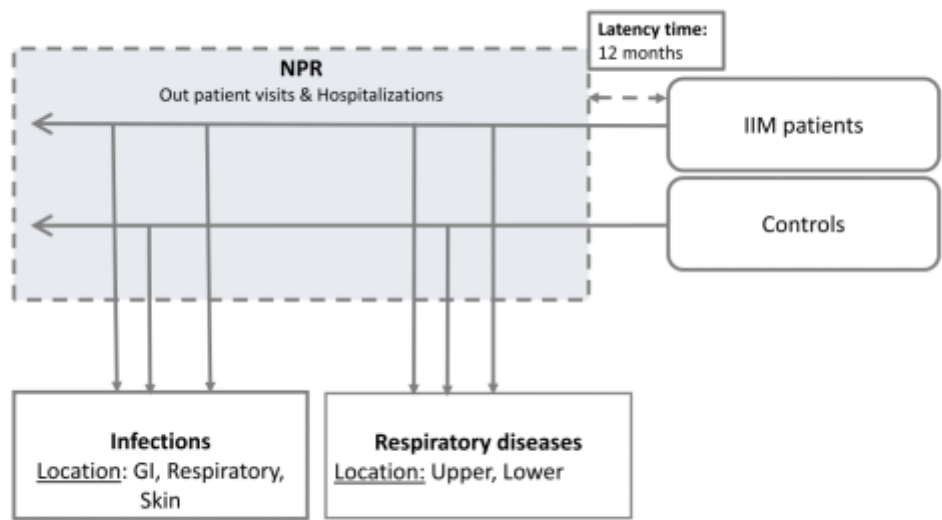 Latency time:
12 months
NPR
Out patient visits & Hospitalizations
IIM patients
Controls
Infections
Location: GI, Respiratory,
Skin
Respiratory diseases
Location: Upper, Lower